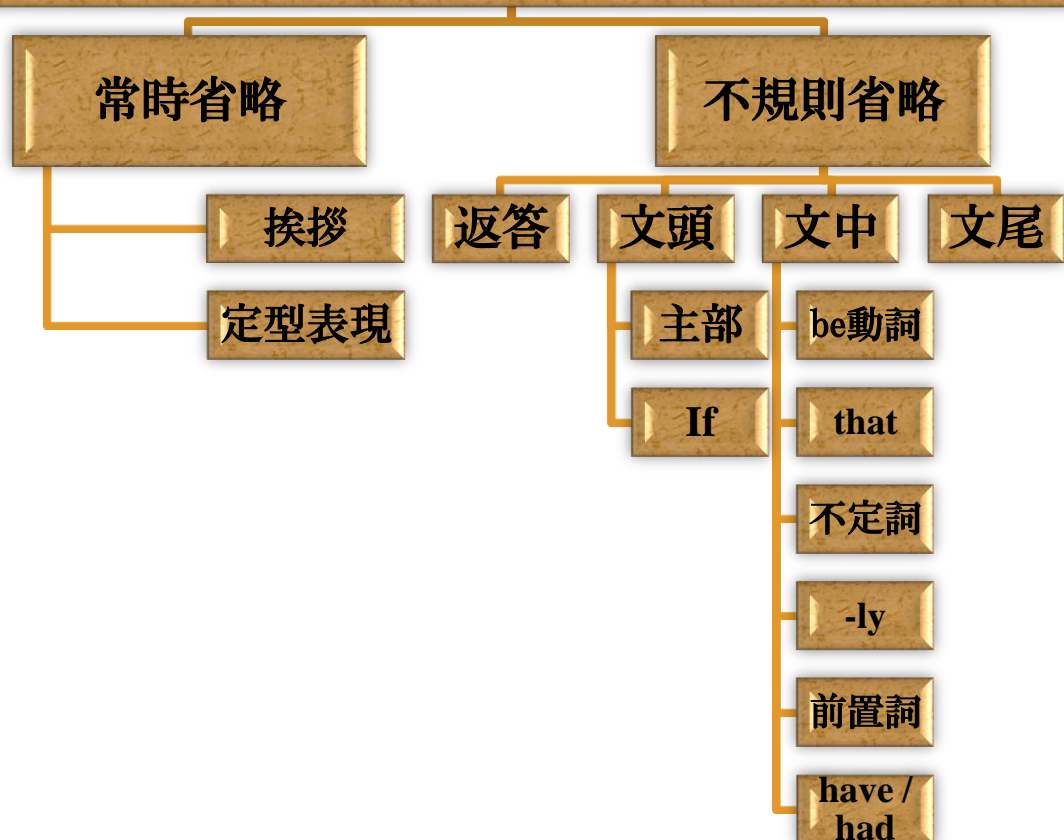 常時省略
不規則省略
挨拶
定型表現
返答
文頭
文中
文尾
主部
If
be動詞
that
不定詞
-ly
前置詞
have /
had